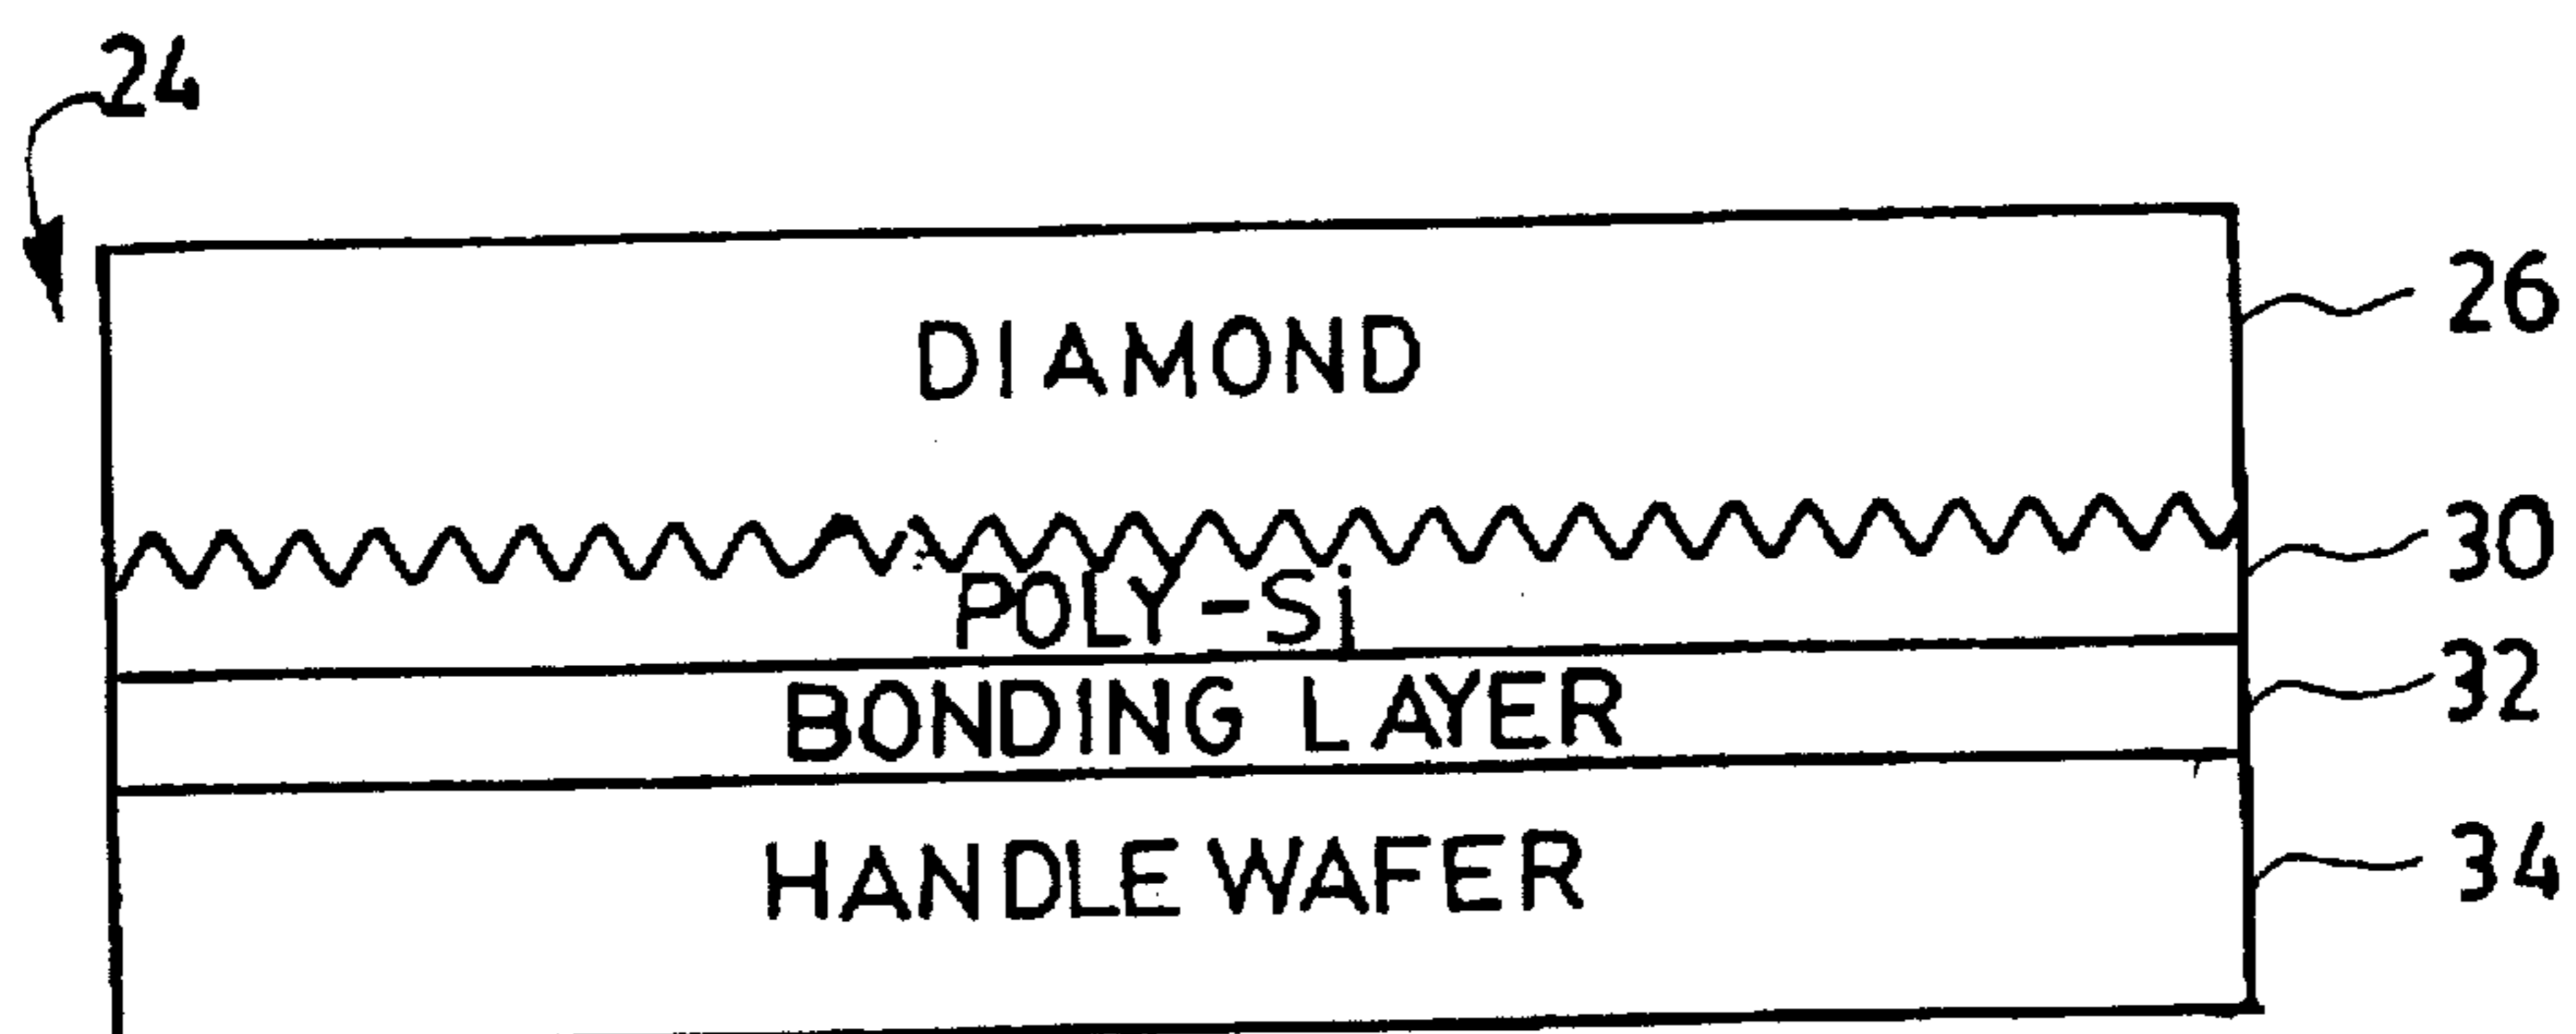 24
DIAMOND
26
POLY-Si
30
BONDING LAYER
32
HANDLE WAFER
34